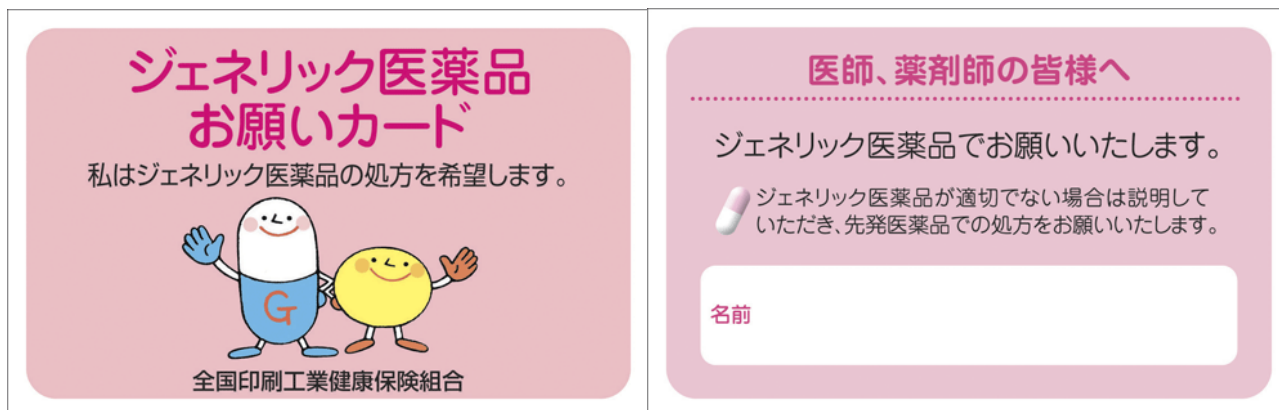 ジェネリック医薬品
お願いカード
私はジェネリック医薬品の処方を希望します。
G
全国印刷工業健康保険組合
医師、薬剤師の皆様へ
ジェネリック医薬品でお願いいたします。
ジェネリック医薬品が適切でない場合は説明して
いただき、先発医薬品での処方をお願いいたします。
名前